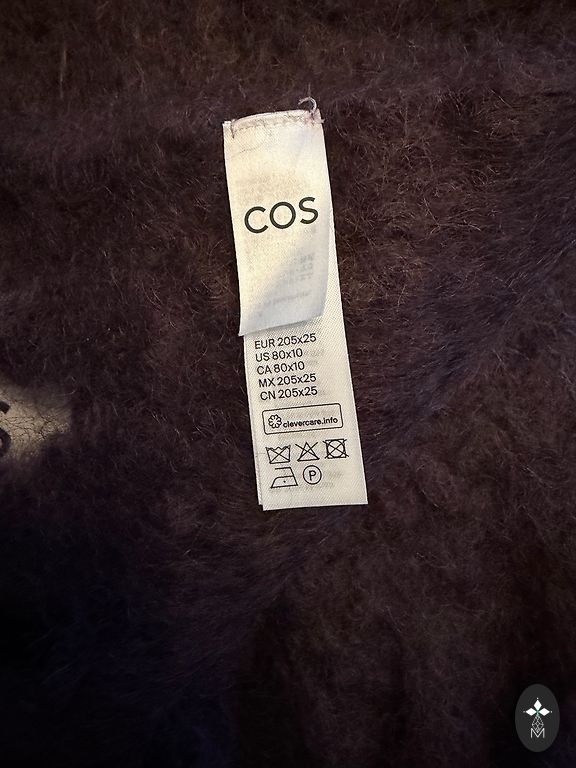 COS
EUR 205x25
US 80x10
CA 80x10
MX 205x25
CN 205x25
clevercare.info
P
M